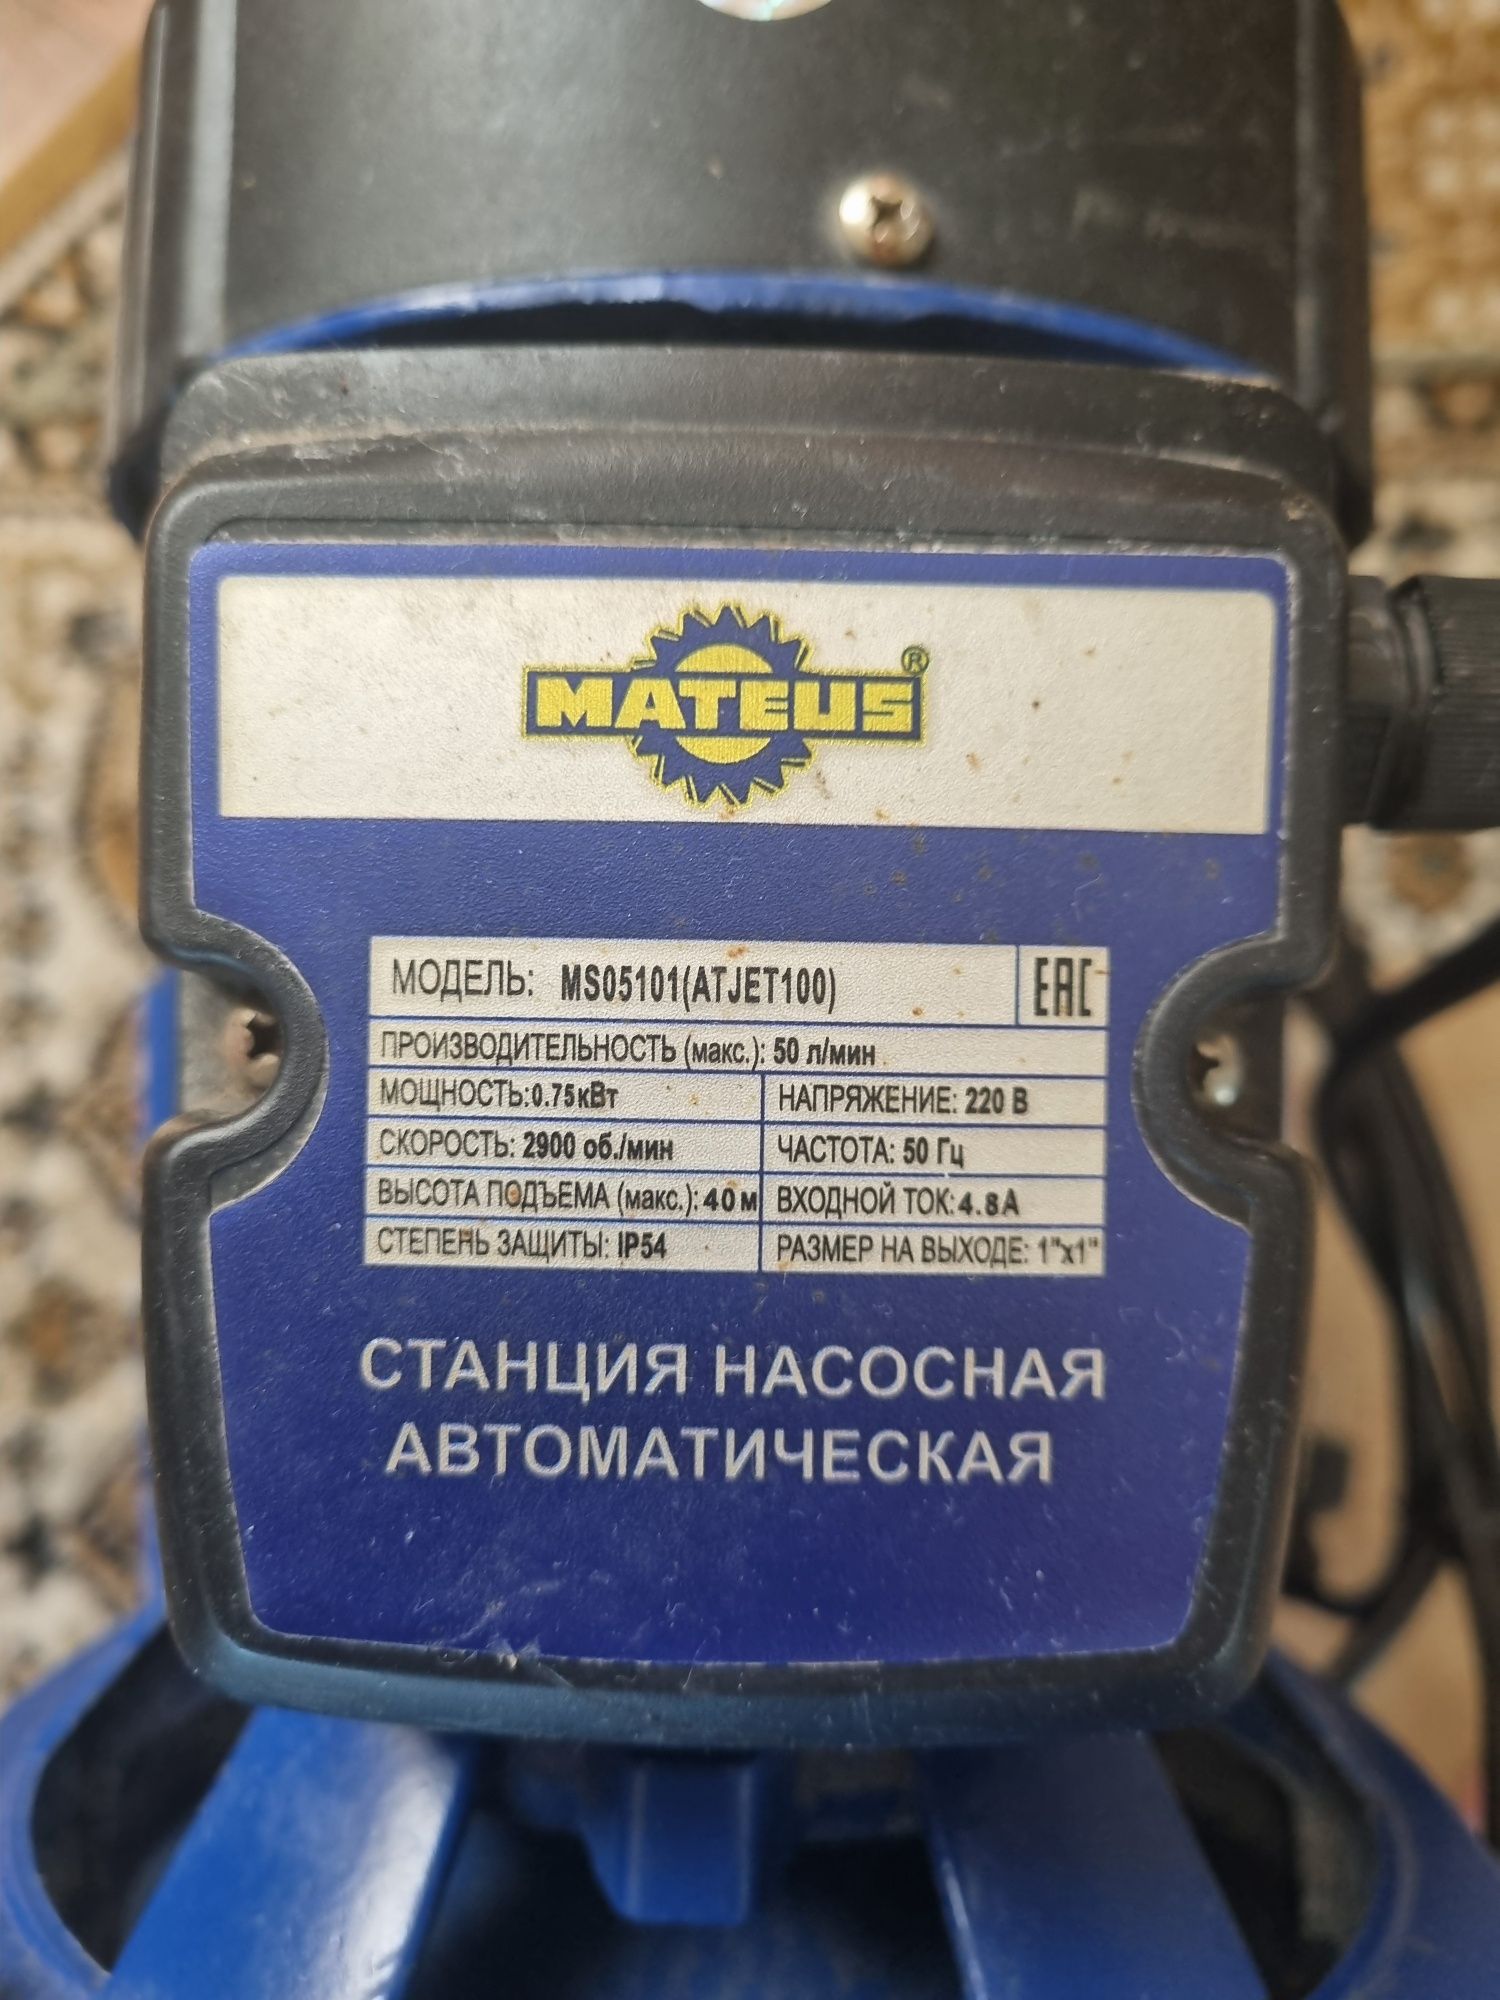 MATEUS®
МОДЕЛЬ: MS05101(ATJET100) EAC
ПРОИЗВОДИТЕЛЬНОСТЬ (макс.): 50 л/мин
МОЩНОСТЬ:0.75кВт НАПРЯЖЕНИЕ: 220 В
СКОРОСТЬ: 2900 об./мин ЧАСТОТА: 50 Гц
ВЫСОТА ПОДЪЕМА (макс.): 40 м ВХОДНОЙ ТОК: 4.8А
СТЕПЕНЬ ЗАЩИТЫ: IP54 РАЗМЕР НА ВЫХОДЕ: 1"x1"
СТАНЦИЯ НАСОСНАЯ
АВТОМАТИЧЕСКАЯ